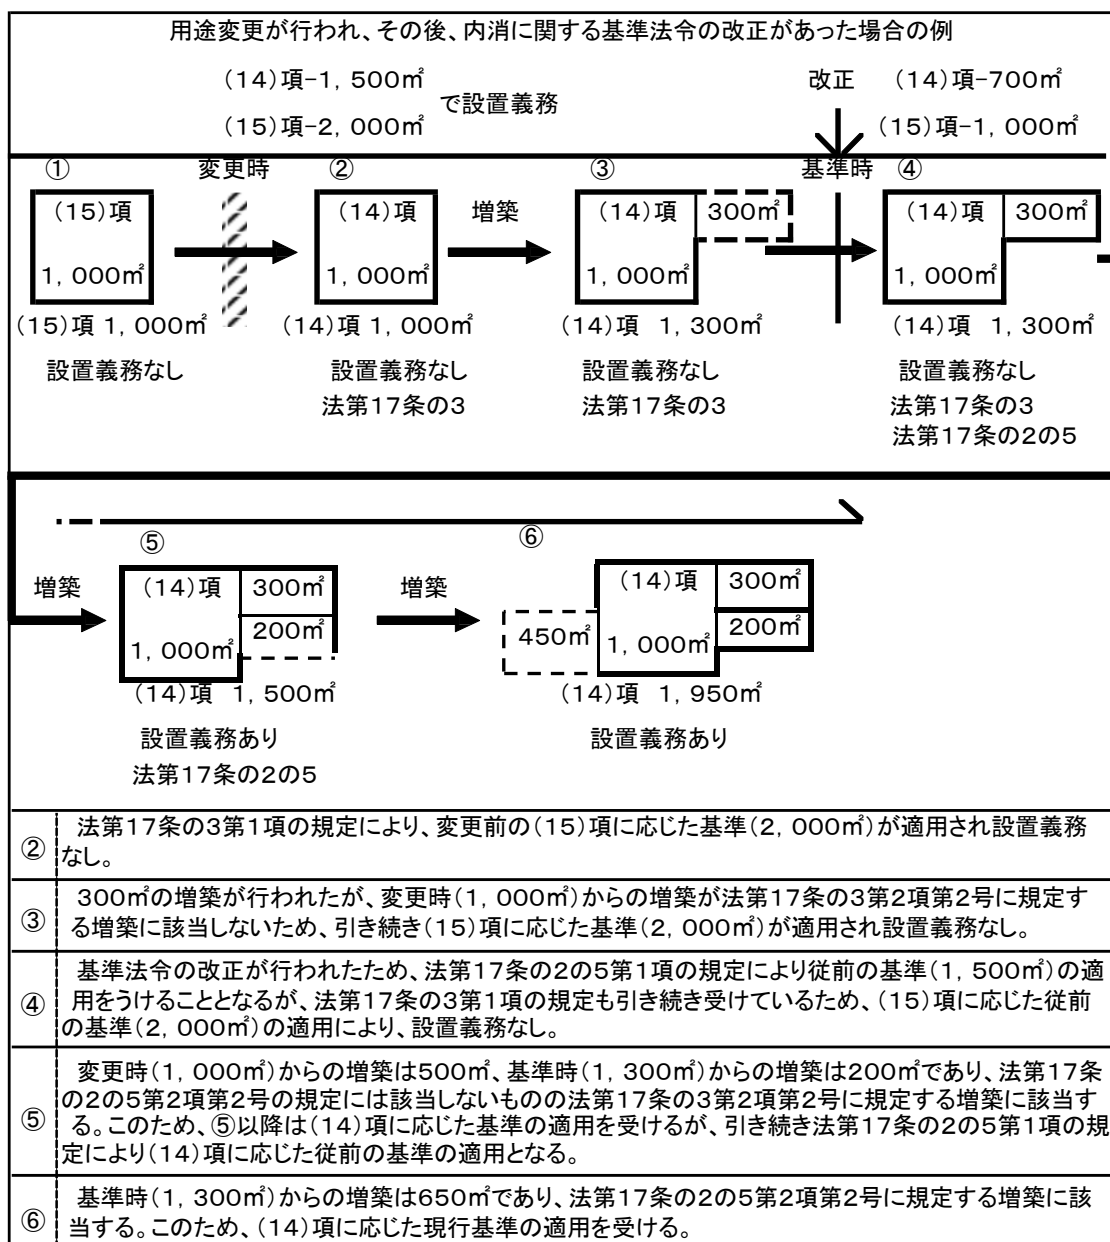 用途変更が行われ、その後、内消に関する基準法令の改正があった場合の例
(14)項-1,500㎡
(15)項-2,000㎡
で設置義務
改正 (14)項-700㎡
(15)項-1,000㎡
① 変更時 ② ③ 基準時 ④
(15)項
1,000㎡
(15)項 1,000㎡
設置義務なし
(14)項
1,000㎡
(14)項 1,000㎡
設置義務なし
法第17条の3
増築
(14)項 300㎡
1,000㎡
(14)項 1,300㎡
設置義務なし
法第17条の3
(14)項 300㎡
1,000㎡
(14)項 1,300㎡
設置義務なし
法第17条の3
法第17条の2の5
増築
⑤
(14)項 300㎡
200㎡
1,000㎡
(14)項 1,500㎡
設置義務あり
法第17条の2の5
増築
⑥
(14)項 300㎡
450㎡ 1,000㎡ 200㎡
(14)項 1,950㎡
設置義務あり
② 法第17条の3第1項の規定により、変更前の(15)項に応じた基準(2,000㎡)が適用され設置義務
なし。
③ 300㎡の増築が行われたが、変更時(1,000㎡)からの増築が法第17条の3第2項第2号に規定す
る増築に該当しないため、引き続き(15)項に応じた基準(2,000㎡)が適用され設置義務なし。
④ 基準法令の改正が行われたため、法第17条の2の5第1項の規定により従前の基準(1,500㎡)の適
用をうけることとなるが、法第17条の3第1項の規定も引き続き受けているため、(15)項に応じた従前
の基準(2,000㎡)の適用により、設置義務なし。
⑤ 変更時(1,000㎡)からの増築は500㎡、基準時(1,300㎡)からの増築は200㎡であり、法第17条
の2の5第2項第2号の規定には該当しないものの法第17条の3第2項第2号に規定する増築に該当す
る。このため、⑤以降は(14)項に応じた基準の適用を受けるが、引き続き法第17条の2の5第1項の規
定により(14)項に応じた従前の基準の適用となる。
⑥ 基準時(1,300㎡)からの増築は650㎡であり、法第17条の2の5第2項第2号に規定する増築に該
当する。このため、(14)項に応じた現行基準の適用を受ける。